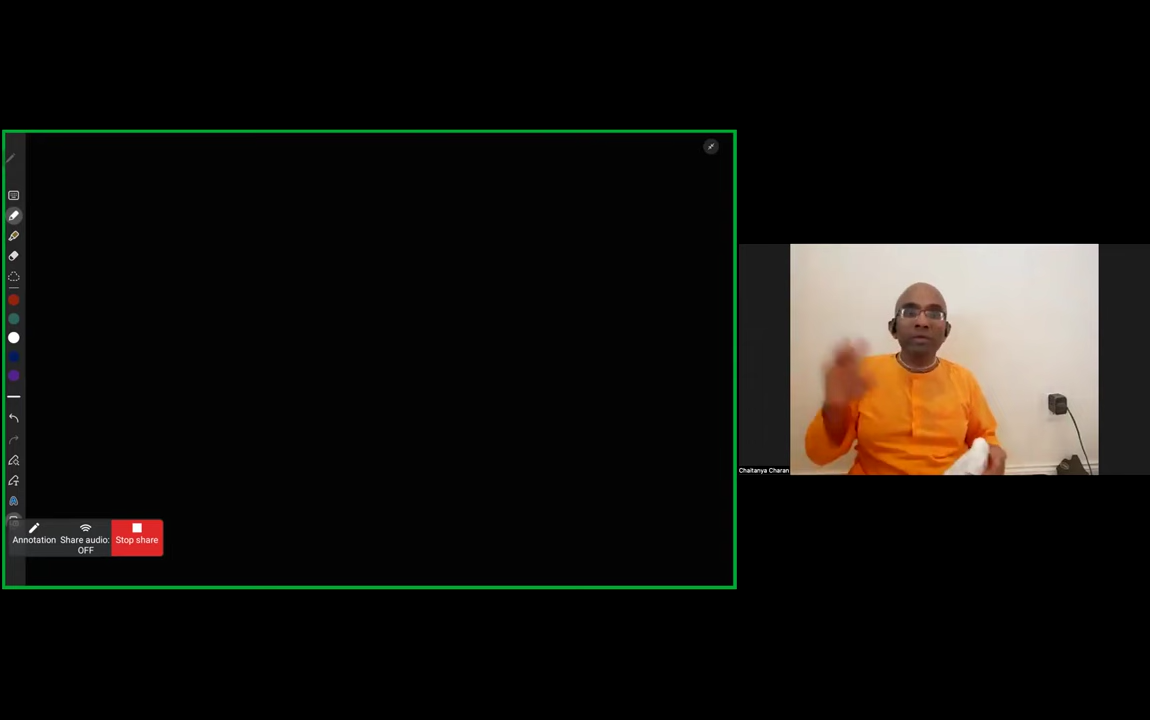 Annotation
Share audio:
OFF
Stop share
Chaitanya Charan